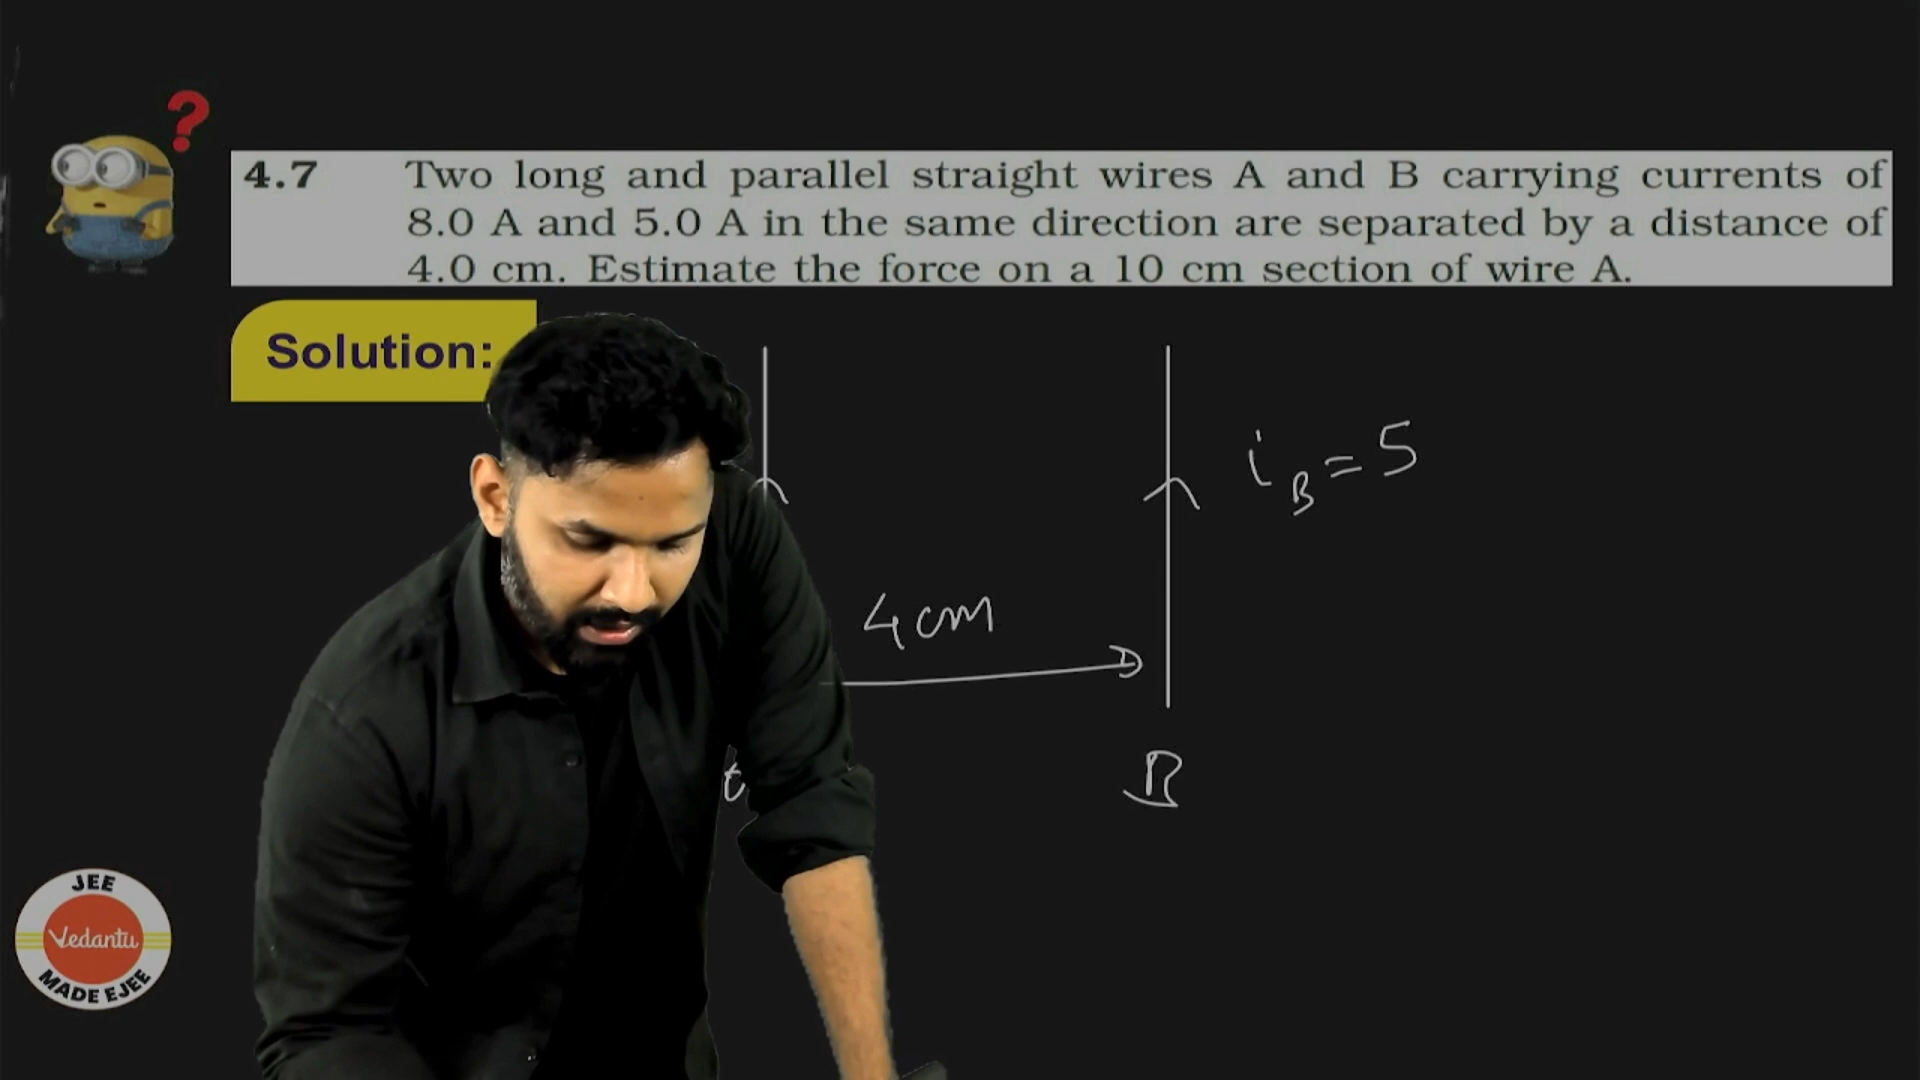 ?
4.7 Two long and parallel straight wires A and B carrying currents of
8.0 A and 5.0 A in the same direction are separated by a distance of
4.0 cm. Estimate the force on a 10 cm section of wire A.
Solution:
i_B = 5
4 cm
B
JEE
Vedantu
MADE EJEE